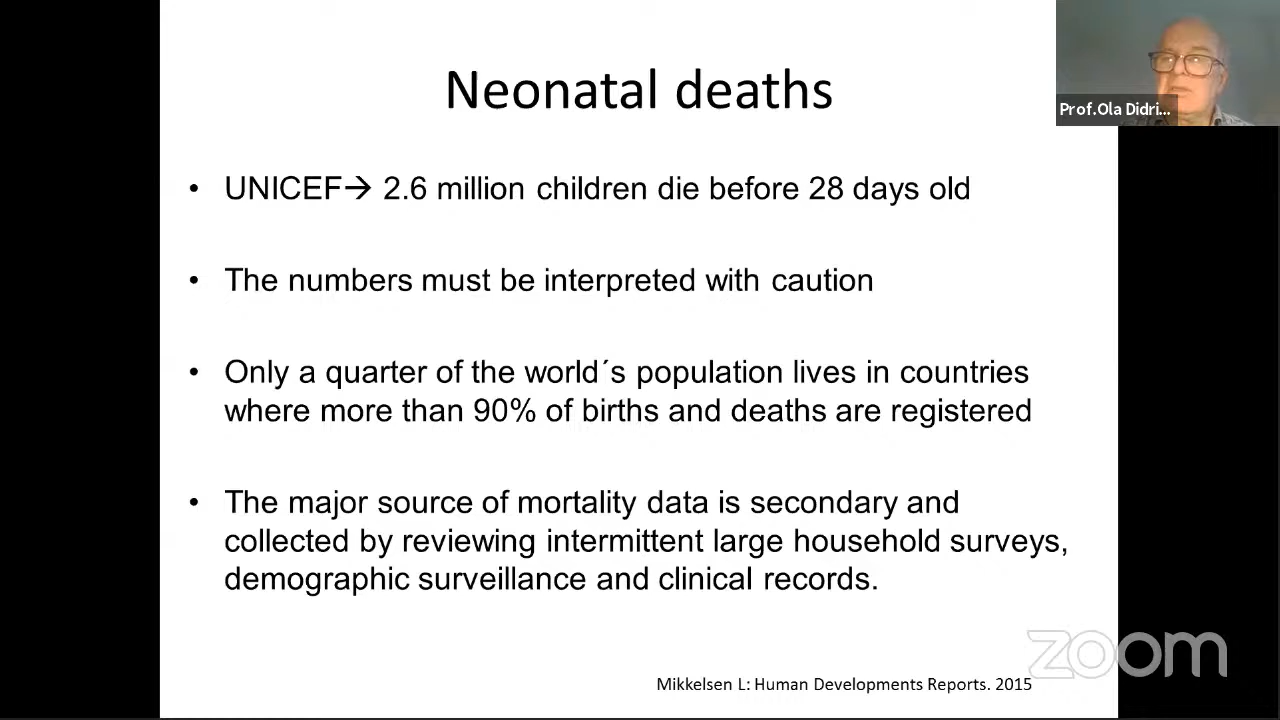 Neonatal deaths
Prof.Ola Didri...
• UNICEF→ 2.6 million children die before 28 days old
• The numbers must be interpreted with caution
• Only a quarter of the world´s population lives in countries
where more than 90% of births and deaths are registered
• The major source of mortality data is secondary and
collected by reviewing intermittent large household surveys,
demographic surveillance and clinical records.
zoom
Mikkelsen L: Human Developments Reports. 2015